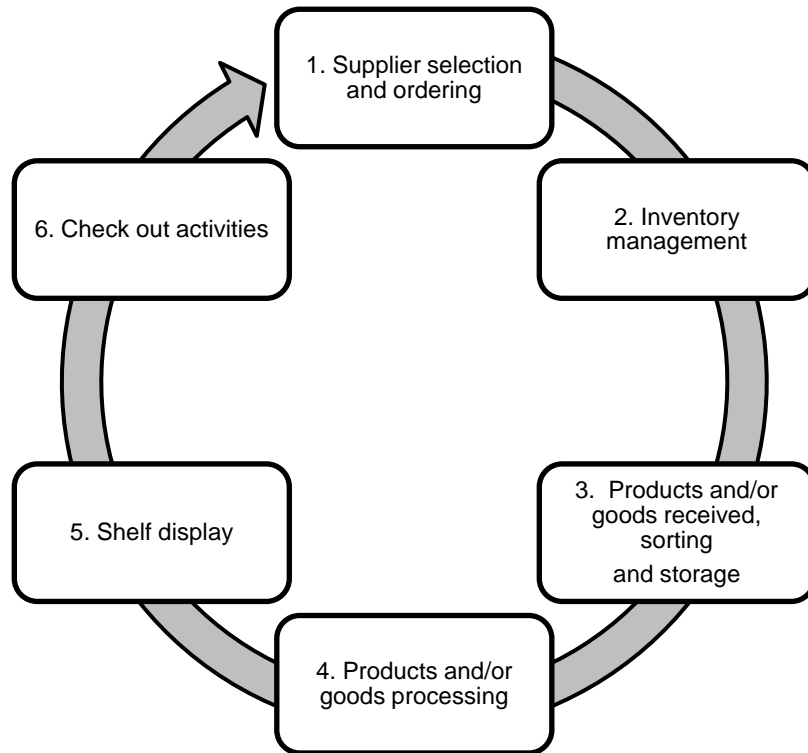 1. Supplier selection
and ordering
2. Inventory
management
3.  Products and/or
goods received,
sorting
and storage
4. Products and/or
goods processing
5. Shelf display
6. Check out activities